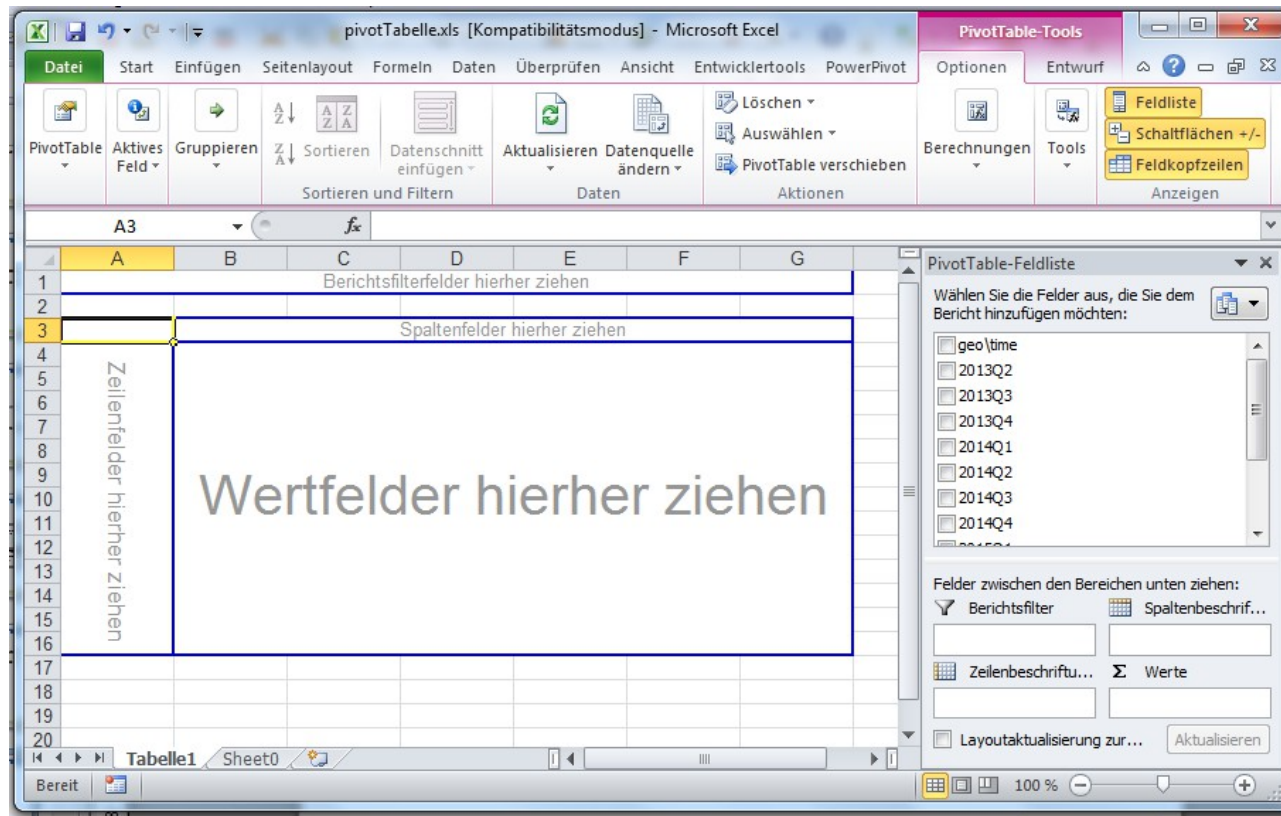 pivotTabelle.xls [Kompatibilitätsmodus] - Microsoft Excel PivotTable-Tools
Datei Start Einfügen Seitenlayout Formeln Daten Überprüfen Ansicht Entwicklertools PowerPivot Optionen Entwurf
PivotTable
Aktives Feld
Gruppieren
Sortieren
Datenschnitt einfügen
Sortieren und Filtern
Aktualisieren
Datenquelle ändern
Daten
Löschen
Auswählen
PivotTable verschieben
Aktionen
Berechnungen
Tools
Feldliste
Schaltflächen +/-
Feldkopfzeilen
Anzeigen
A3 fx
A B C D E F G
1 Berichtsfilterfelder hierher ziehen
2
3 Spaltenfelder hierher ziehen
4
5
6
7
8
9
10
11
12
13
14
15
16
17
18
19
20
Zeilenfelder hierher ziehen
Wertfelder hierher ziehen
PivotTable-Feldliste
Wählen Sie die Felder aus, die Sie dem
Bericht hinzufügen möchten:
geo\time
2013Q2
2013Q3
2013Q4
2014Q1
2014Q2
2014Q3
2014Q4
Felder zwischen den Bereichen unten ziehen:
Berichtsfilter Spaltenbeschrif...
Zeilenbeschriftu... Σ Werte
Layoutaktualisierung zur... Aktualisieren
Tabelle1 Sheet0
Bereit 100 %